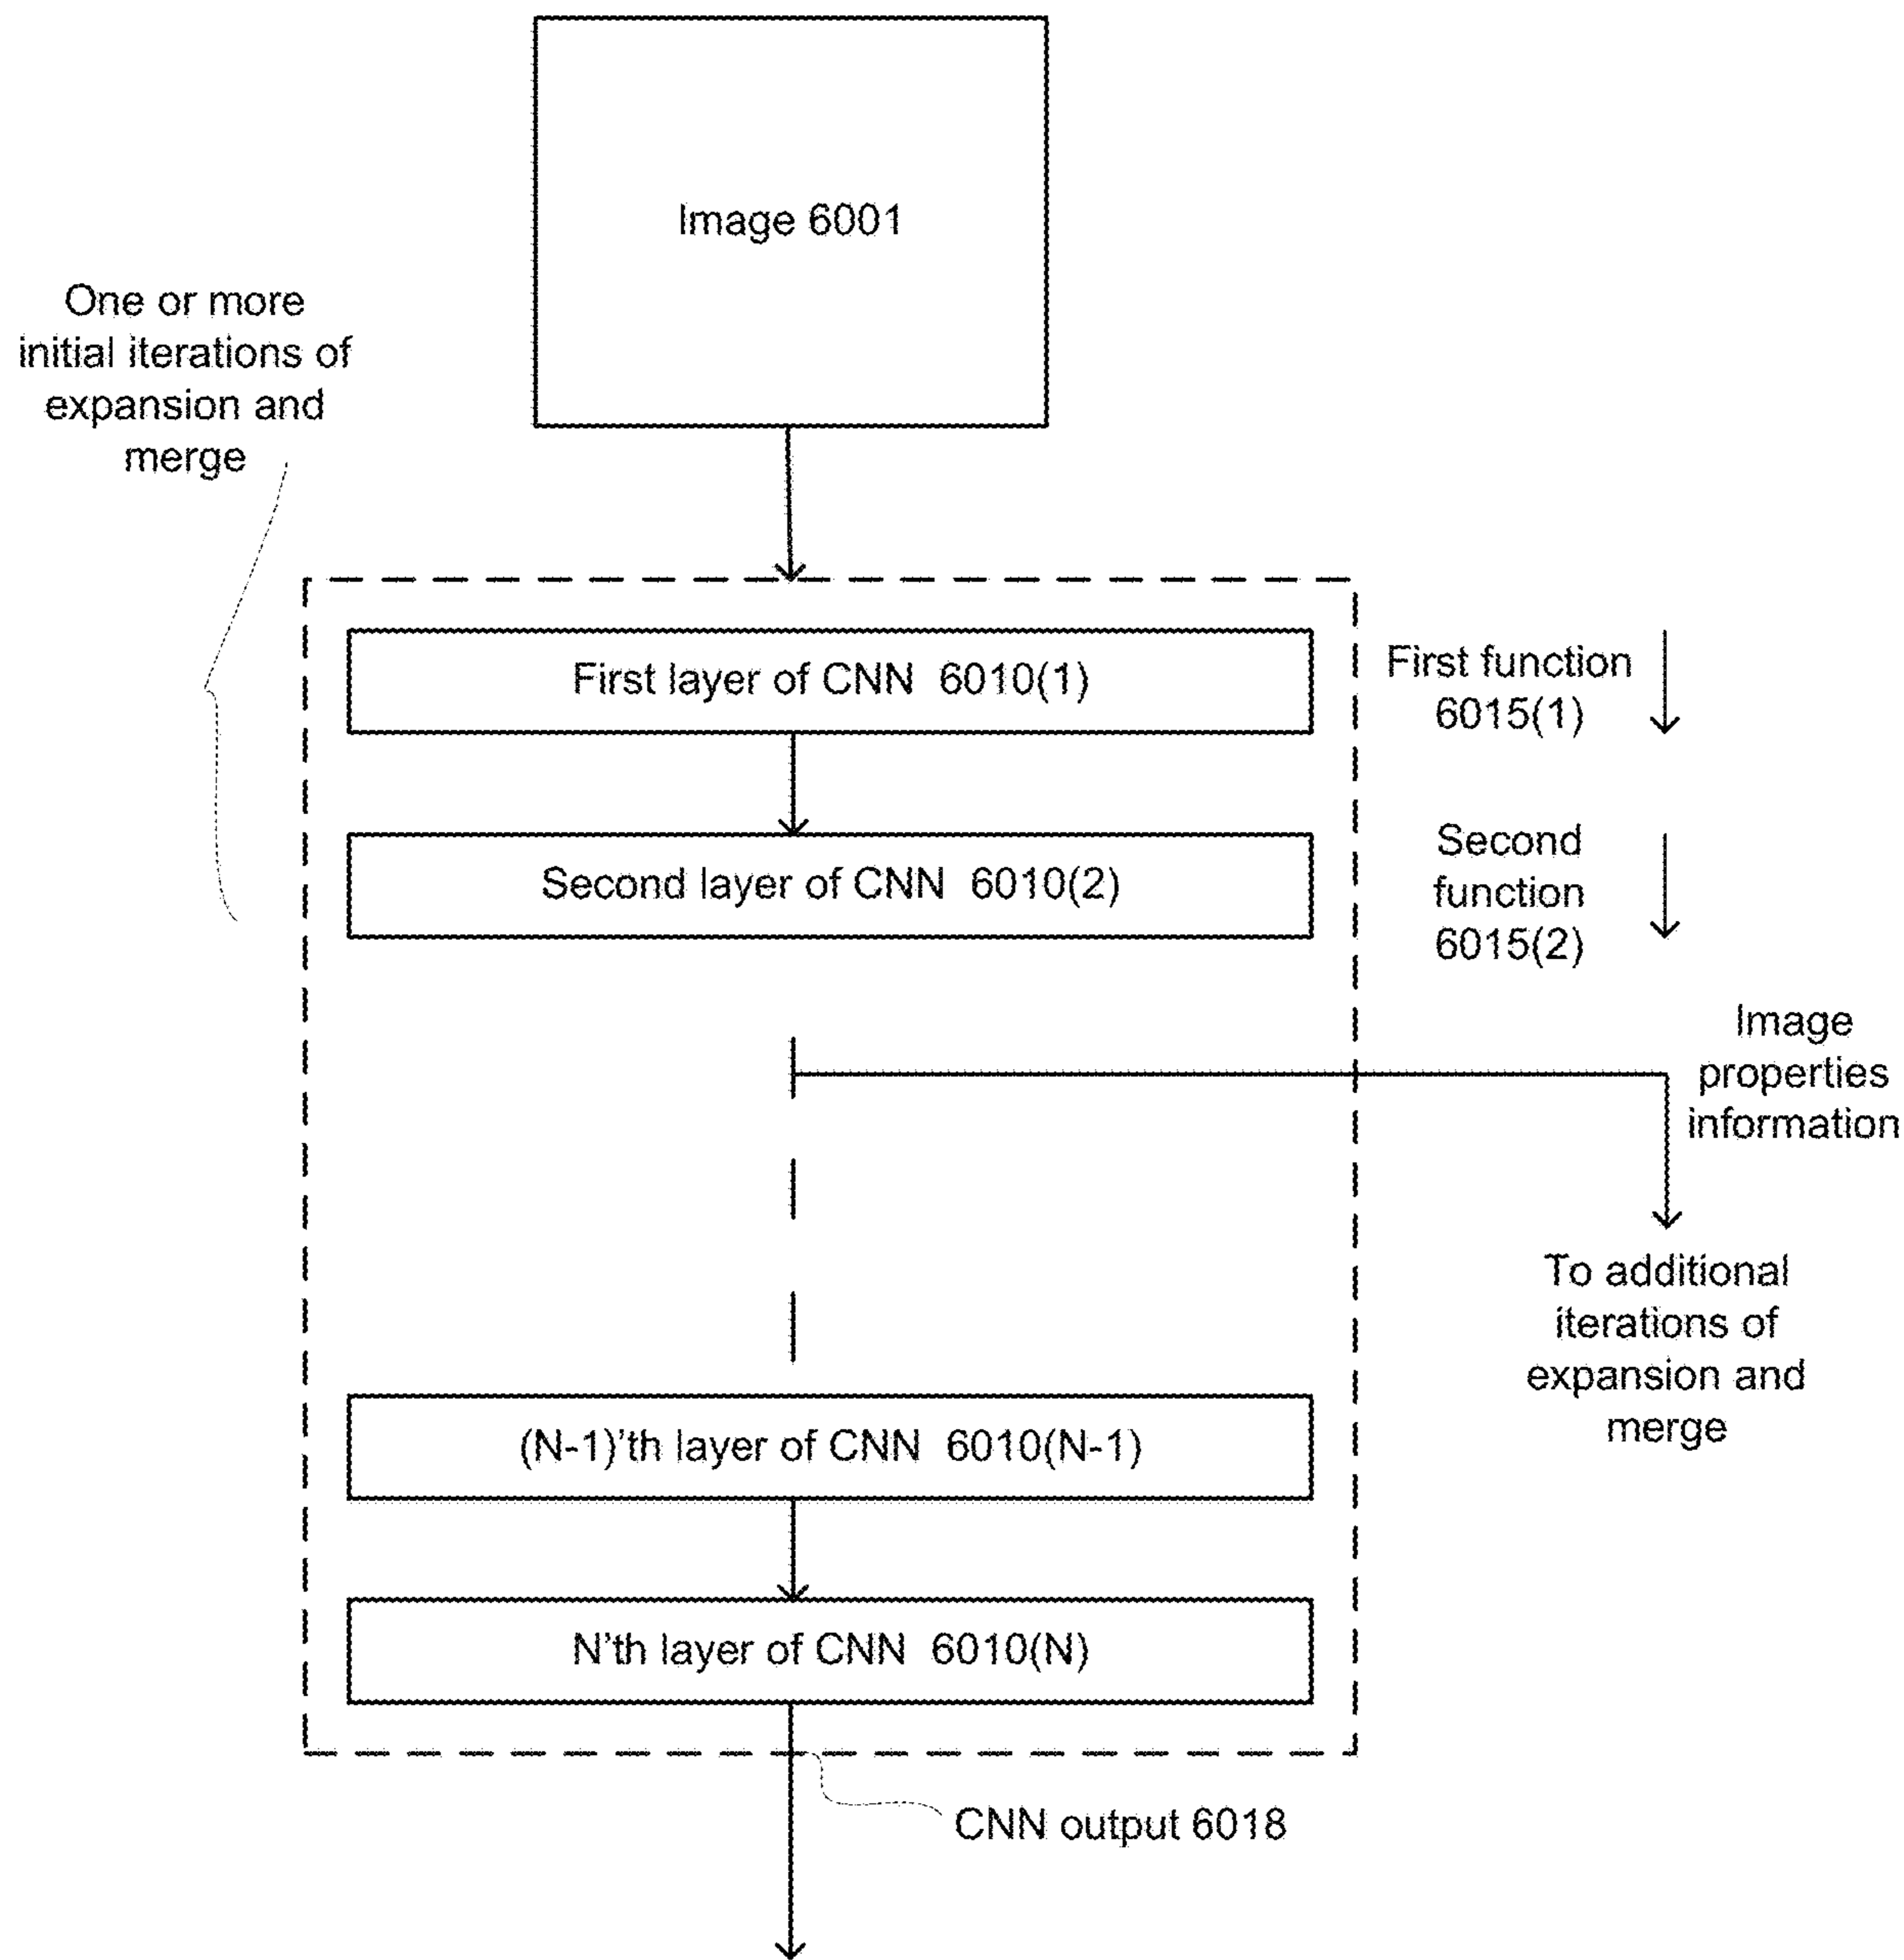 Image 6001
One or more
initial iterations of
expansion and
merge
First layer of CNN 6010(1)
First function
6015(1)
Second layer of CNN 6010(2)
Second
function
6015(2)
Image
properties
information
To additional
iterations of
expansion and
merge
(N-1)'th layer of CNN 6010(N-1)
N'th layer of CNN 6010(N)
CNN output 6018